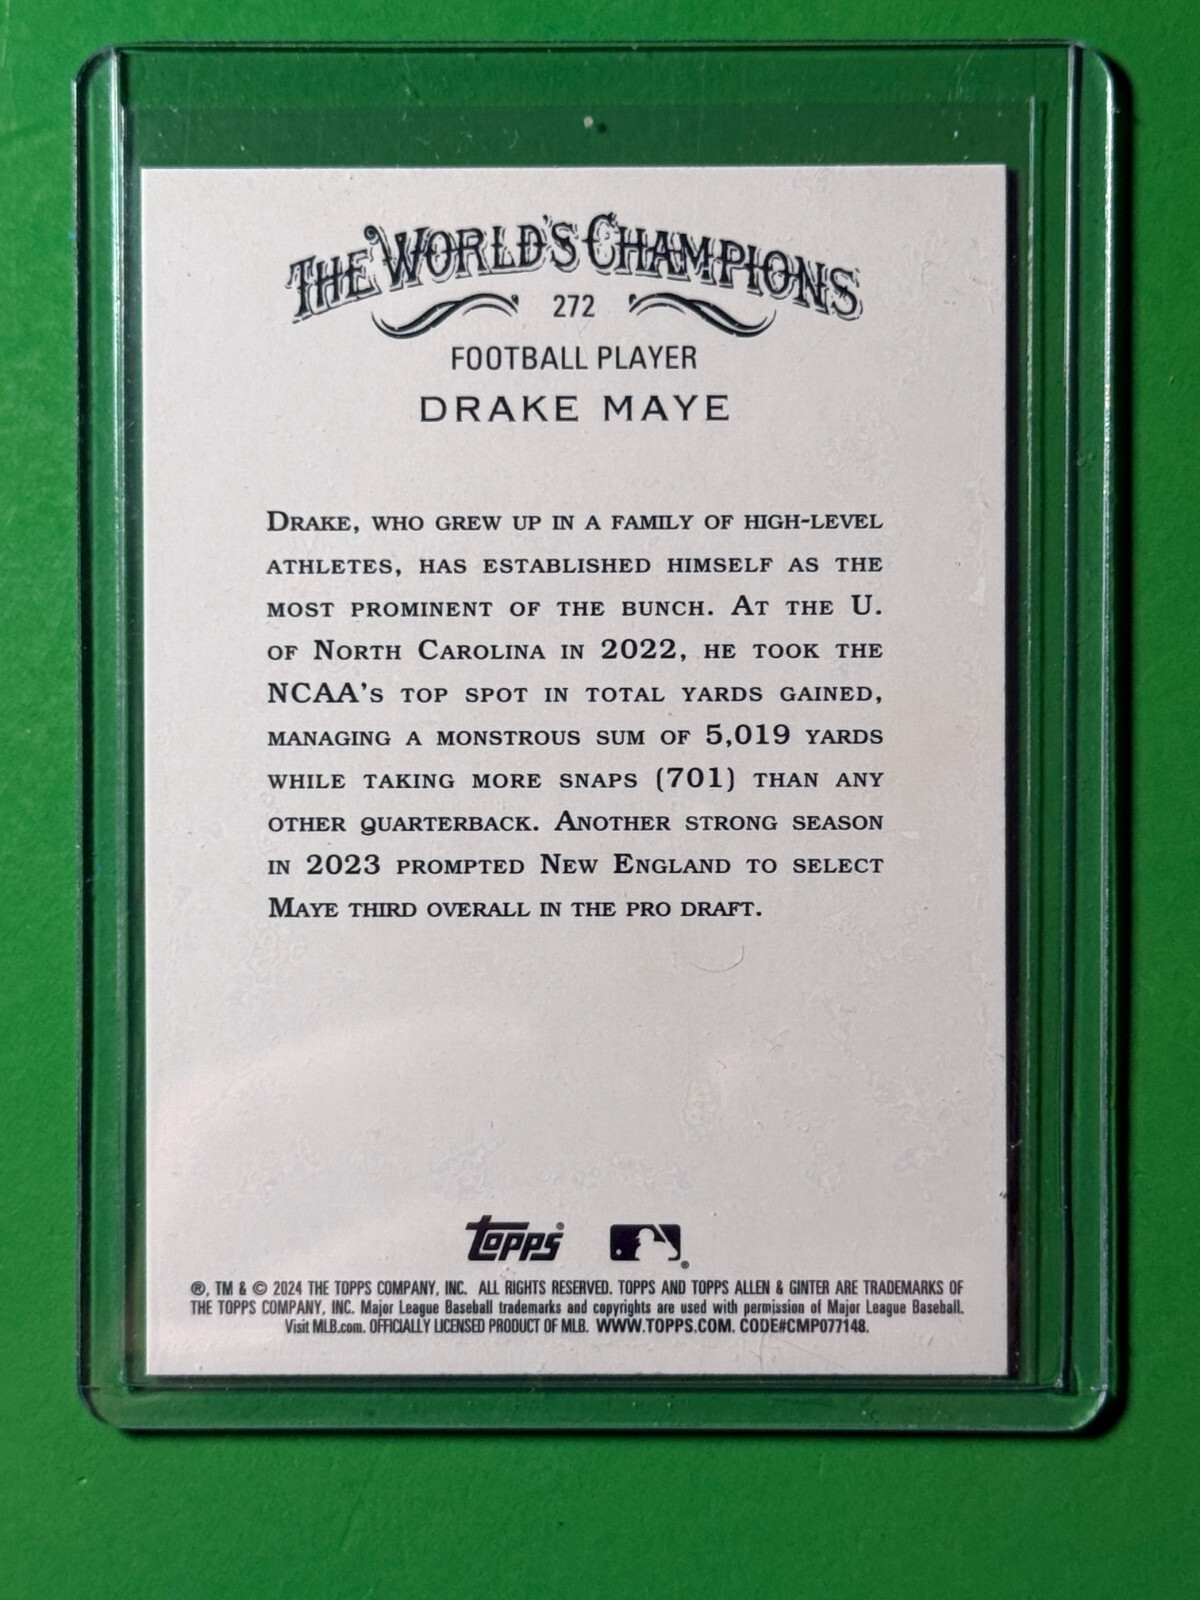 THE WORLD'S CHAMPIONS
272
FOOTBALL PLAYER
DRAKE MAYE
DRAKE, WHO GREW UP IN A FAMILY OF HIGH-LEVEL
ATHLETES, HAS ESTABLISHED HIMSELF AS THE
MOST PROMINENT OF THE BUNCH. AT THE U.
OF NORTH CAROLINA IN 2022, HE TOOK THE
NCAA'S TOP SPOT IN TOTAL YARDS GAINED,
MANAGING A MONSTROUS SUM OF 5,019 YARDS
WHILE TAKING MORE SNAPS (701) THAN ANY
OTHER QUARTERBACK. ANOTHER STRONG SEASON
IN 2023 PROMPTED NEW ENGLAND TO SELECT
MAYE THIRD OVERALL IN THE PRO DRAFT.
Topps®
®
®, TM & © 2024 THE TOPPS COMPANY, INC. ALL RIGHTS RESERVED. TOPPS AND TOPPS ALLEN & GINTER ARE TRADEMARKS OF
THE TOPPS COMPANY, INC. Major League Baseball trademarks and copyrights are used with permission of Major League Baseball.
Visit MLB.com. OFFICIALLY LICENSED PRODUCT OF MLB. WWW.TOPPS.COM. CODE#CMP077148.